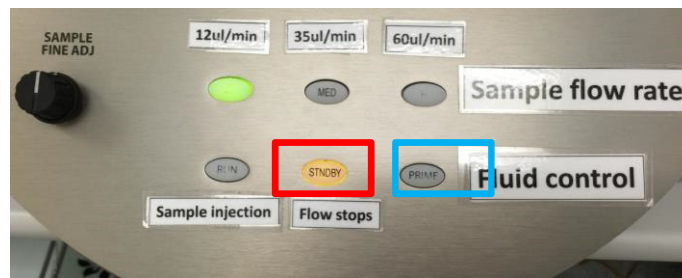 SAMPLE
FINE ADJ
12ul/min 35ul/min 60ul/min
MED
Sample flow rate
RUN STNDBY PRIME Fluid control
Sample injection Flow stops